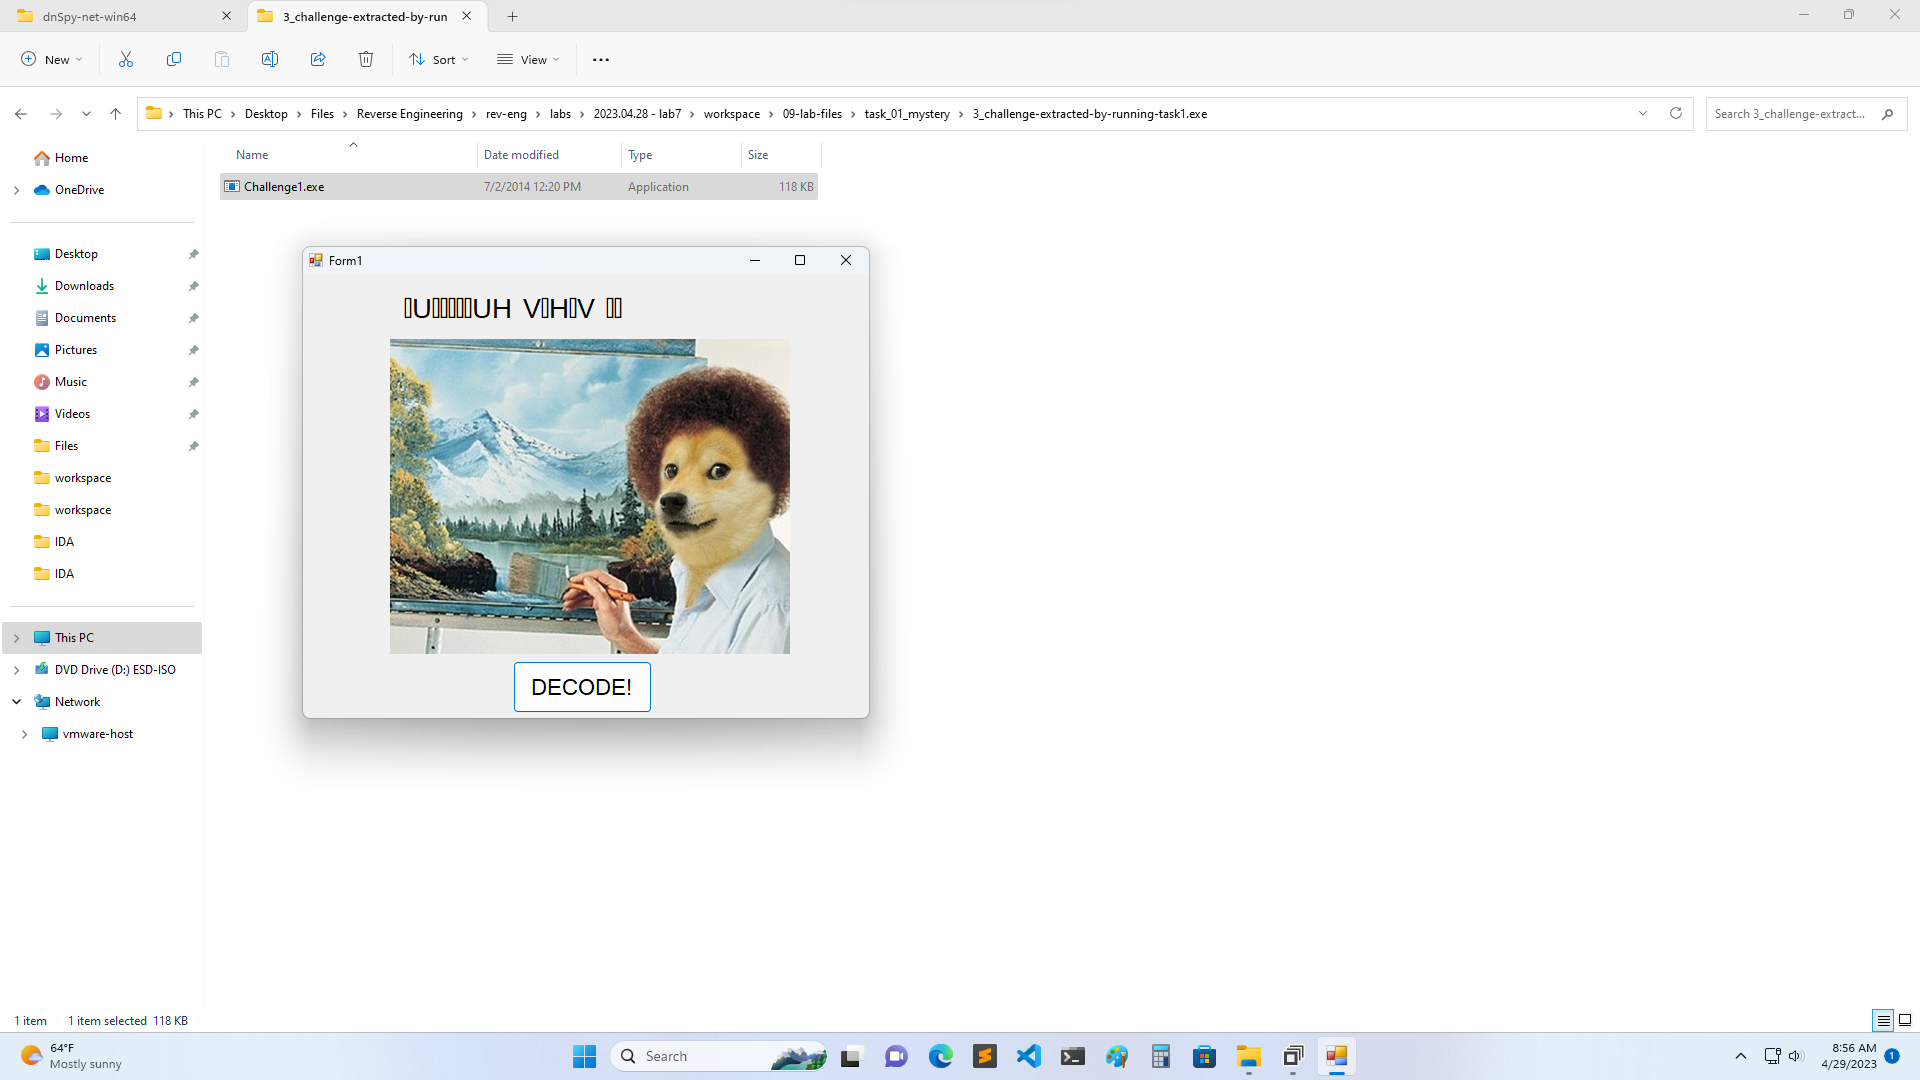 dnSpy-net-win64
3_challenge-extracted-by-run
New
Sort
View
This PC > Desktop > Files > Reverse Engineering > rev-eng > labs > 2023.04.28 - lab7 > workspace > 09-lab-files > task_01_mystery > 3_challenge-extracted-by-running-task1.exe
Search 3_challenge-extract...
Name Date modified Type Size
Challenge1.exe 7/2/2014 12:20 PM Application 118 KB
Home
OneDrive
Desktop
Downloads
Documents
Pictures
Music
Videos
Files
workspace
workspace
IDA
IDA
This PC
DVD Drive (D:) ESD-ISO
Network
vmware-host
Form1
▯U▯▯▯▯▯UH V▯H▯V ▯▯
DECODE!
1 item 1 item selected 118 KB
64°F
Mostly sunny
Search
8:56 AM
4/29/2023
1